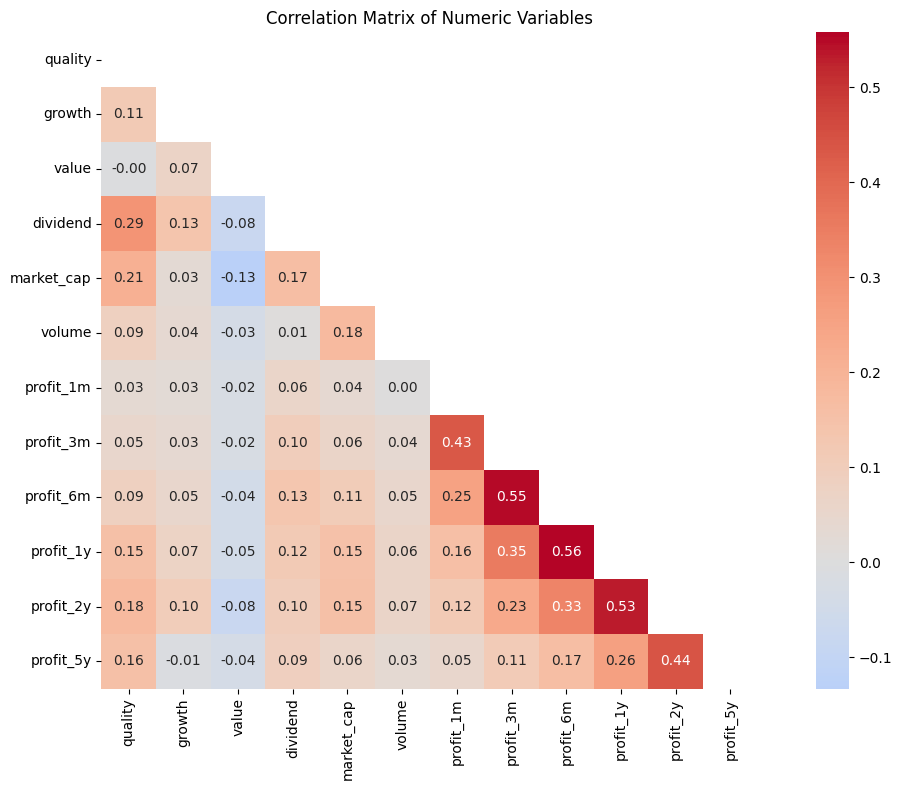 Correlation Matrix of Numeric Variables
quality
growth 0.11
value -0.00 0.07
dividend 0.29 0.13 -0.08
market_cap 0.21 0.03 -0.13 0.17
volume 0.09 0.04 -0.03 0.01 0.18
profit_1m 0.03 0.03 -0.02 0.06 0.04 0.00
profit_3m 0.05 0.03 -0.02 0.10 0.06 0.04 0.43
profit_6m 0.09 0.05 -0.04 0.13 0.11 0.05 0.25 0.55
profit_1y 0.15 0.07 -0.05 0.12 0.15 0.06 0.16 0.35 0.56
profit_2y 0.18 0.10 -0.08 0.10 0.15 0.07 0.12 0.23 0.33 0.53
profit_5y 0.16 -0.01 -0.04 0.09 0.06 0.03 0.05 0.11 0.17 0.26 0.44
quality growth value dividend market_cap volume profit_1m profit_3m profit_6m profit_1y profit_2y profit_5y
0.5
0.4
0.3
0.2
0.1
0.0
−0.1